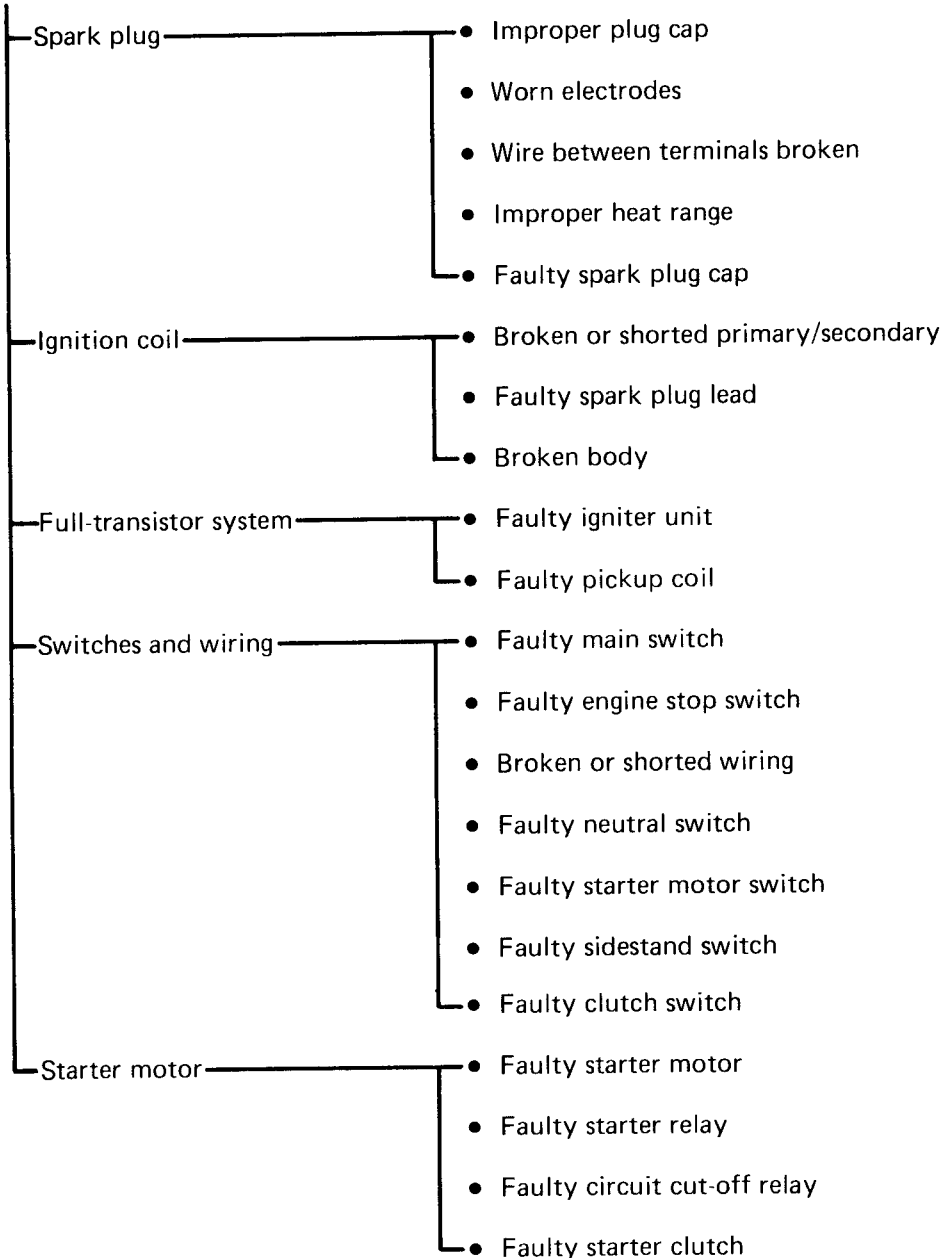 Spark plug
• Improper plug cap
• Worn electrodes
• Wire between terminals broken
• Improper heat range
• Faulty spark plug cap
Ignition coil
• Broken or shorted primary/secondary
• Faulty spark plug lead
• Broken body
Full-transistor system
• Faulty igniter unit
• Faulty pickup coil
Switches and wiring
• Faulty main switch
• Faulty engine stop switch
• Broken or shorted wiring
• Faulty neutral switch
• Faulty starter motor switch
• Faulty sidestand switch
• Faulty clutch switch
Starter motor
• Faulty starter motor
• Faulty starter relay
• Faulty circuit cut-off relay
• Faulty starter clutch